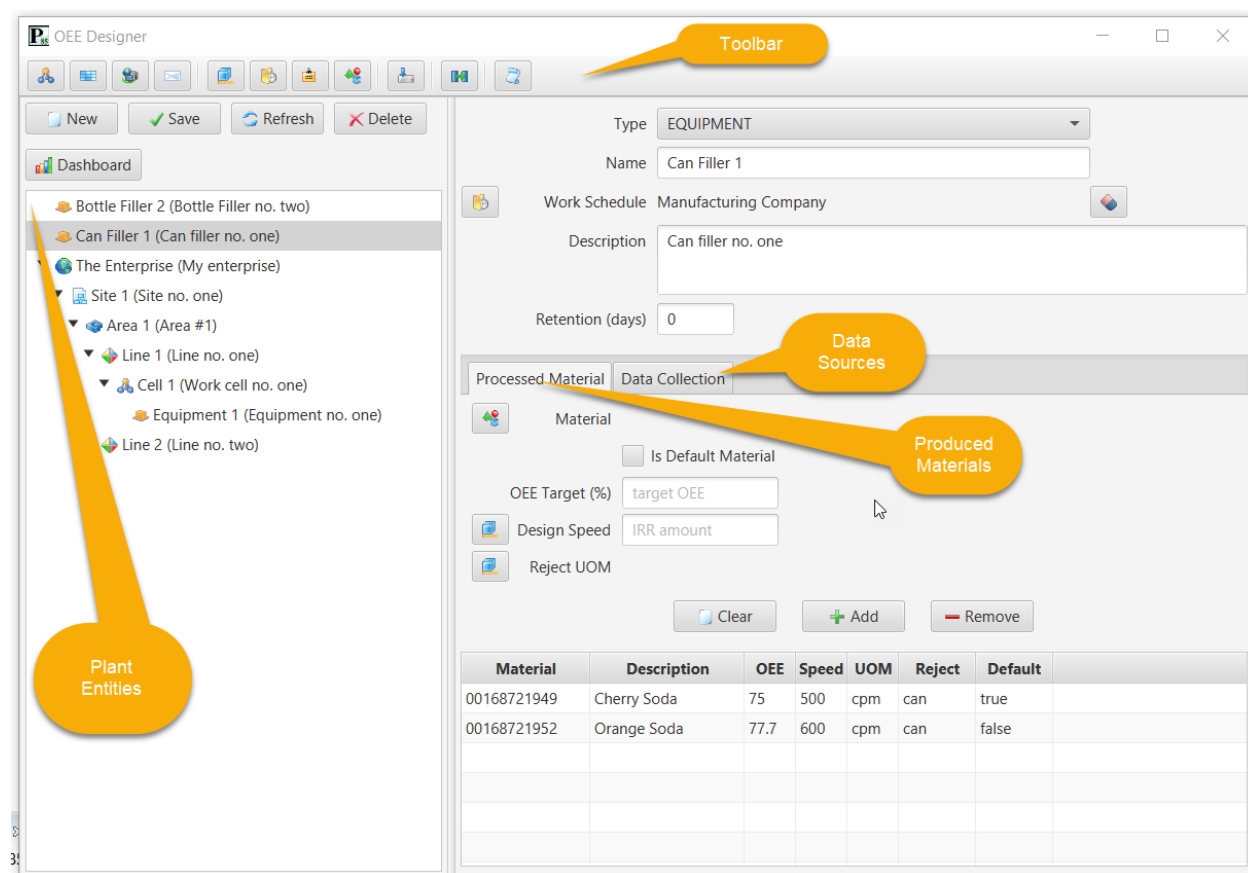 OEE Designer
Toolbar
New
Save
Refresh
Delete
Dashboard
Bottle Filler 2 (Bottle Filler no. two)
Can Filler 1 (Can filler no. one)
The Enterprise (My enterprise)
Site 1 (Site no. one)
Area 1 (Area #1)
Line 1 (Line no. one)
Cell 1 (Work cell no. one)
Equipment 1 (Equipment no. one)
Line 2 (Line no. two)
Plant
Entities
Type EQUIPMENT
Name Can Filler 1
Work Schedule Manufacturing Company
Description Can filler no. one
Retention (days) 0
Data
Sources
Processed Material Data Collection
Material
Produced
Materials
Is Default Material
OEE Target (%) target OEE
Design Speed IRR amount
Reject UOM
Clear Add Remove
Material Description OEE Speed UOM Reject Default
00168721949 Cherry Soda 75 500 cpm can true
00168721952 Orange Soda 77.7 600 cpm can false